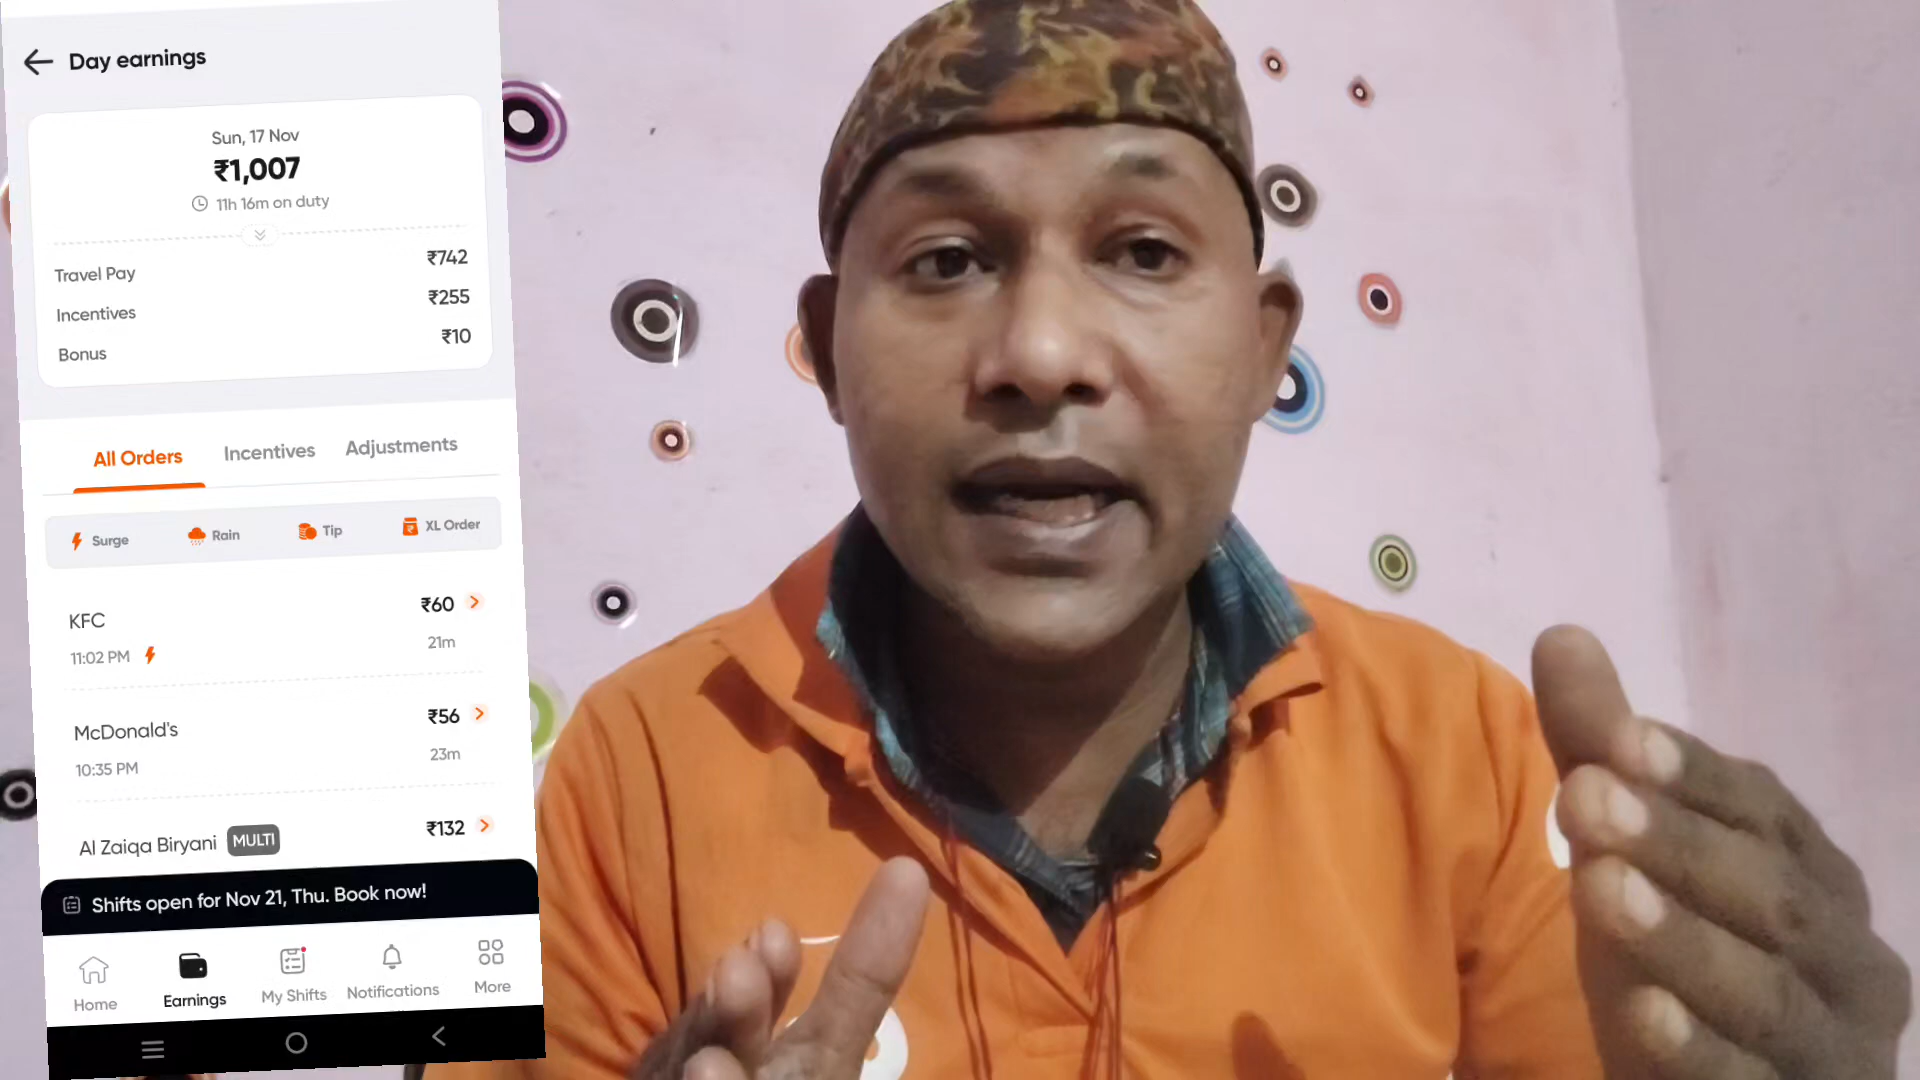 Day earnings
Sun, 17 Nov
₹1,007
11h 16m on duty
Travel Pay ₹742
Incentives ₹255
Bonus ₹10
All Orders Incentives Adjustments
Surge Rain Tip XL Order
KFC ₹60
11:02 PM 21m
McDonald's ₹56
10:35 PM 23m
Al Zaiqa Biryani MULTI ₹132
Shifts open for Nov 21, Thu. Book now!
Home Earnings My Shifts Notifications More